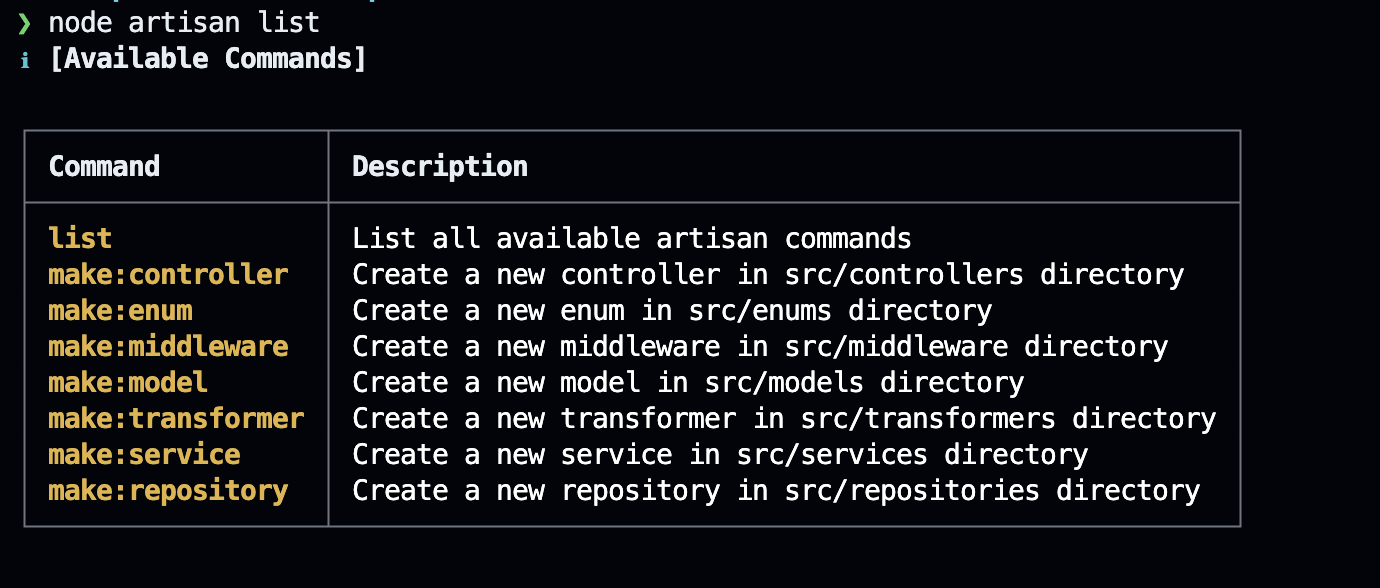 ❯ node artisan list
ℹ [Available Commands]
Command Description
list List all available artisan commands
make:controller Create a new controller in src/controllers directory
make:enum Create a new enum in src/enums directory
make:middleware Create a new middleware in src/middleware directory
make:model Create a new model in src/models directory
make:transformer Create a new transformer in src/transformers directory
make:service Create a new service in src/services directory
make:repository Create a new repository in src/repositories directory